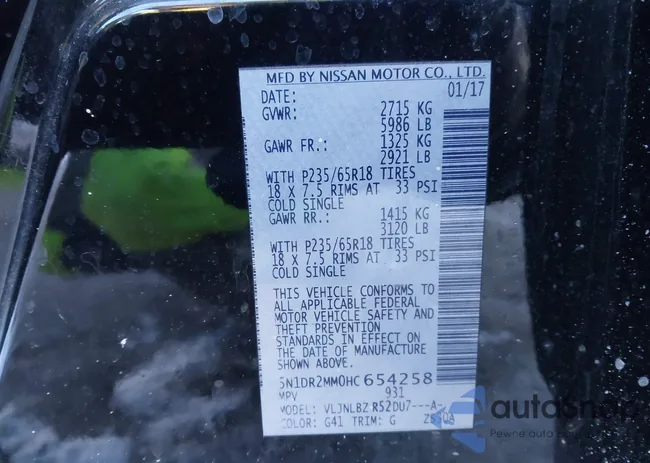 MFD BY NISSAN MOTOR CO., LTD.
DATE: 01/17
GVWR: 2715 KG
5986 LB
GAWR FR.: 1325 KG
2921 LB
WITH P235/65R18 TIRES
18 X 7.5 RIMS AT 33 PSI
COLD SINGLE
GAWR RR.: 1415 KG
3120 LB
WITH P235/65R18 TIRES
18 X 7.5 RIMS AT 33 PSI
COLD SINGLE
THIS VEHICLE CONFORMS TO
ALL APPLICABLE FEDERAL
MOTOR VEHICLE SAFETY AND
THEFT PREVENTION
STANDARDS IN EFFECT ON
THE DATE OF MANUFACTURE
SHOWN ABOVE.
5N1DR2MM0HC654258
MPV 931
MODEL: VLJNLBZ R52DU7---A-
COLOR: G41 TRIM: G
autaShop
Pewne auto